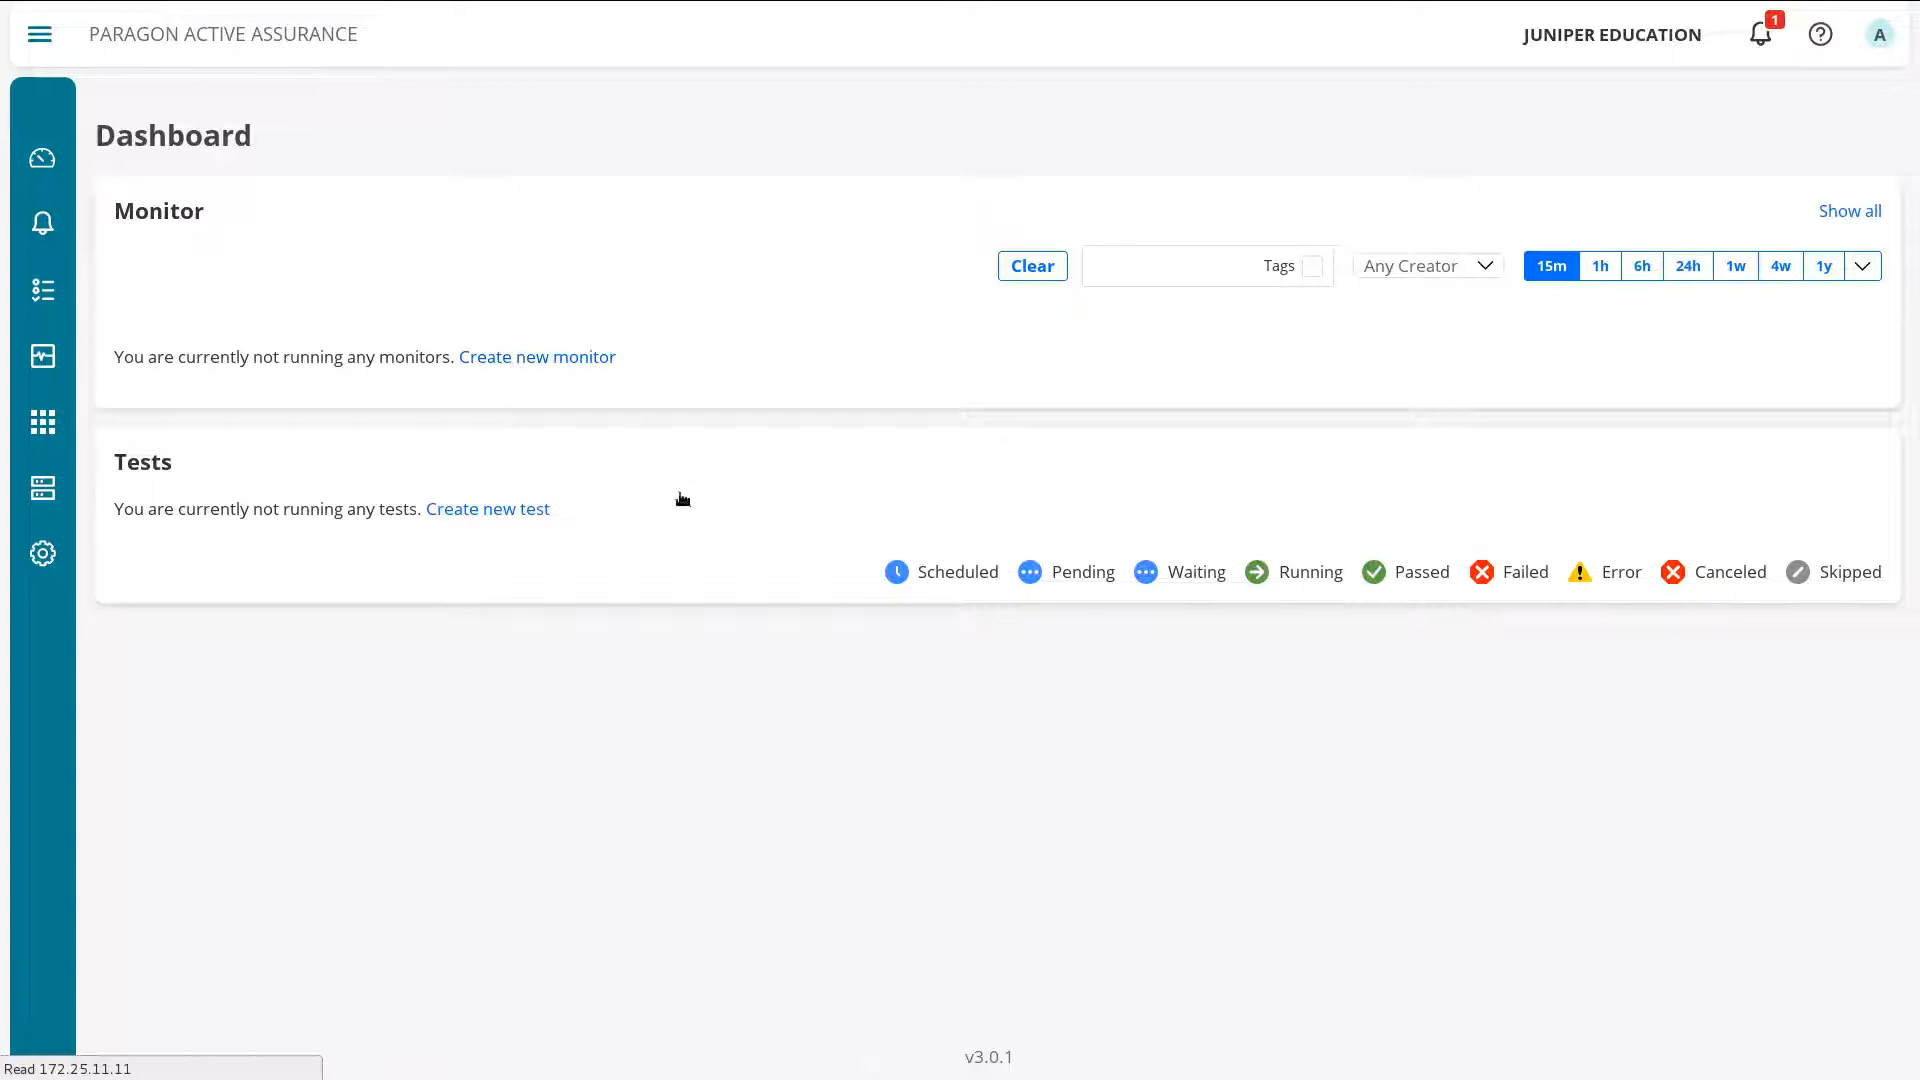 PARAGON ACTIVE ASSURANCE
JUNIPER EDUCATION
1
A
Dashboard
Monitor
Show all
Clear
Tags
Any Creator
15m 1h 6h 24h 1w 4w 1y
You are currently not running any monitors. Create new monitor
Tests
You are currently not running any tests. Create new test
Scheduled Pending Waiting Running Passed Failed Error Canceled Skipped
v3.0.1
Read 172.25.11.11